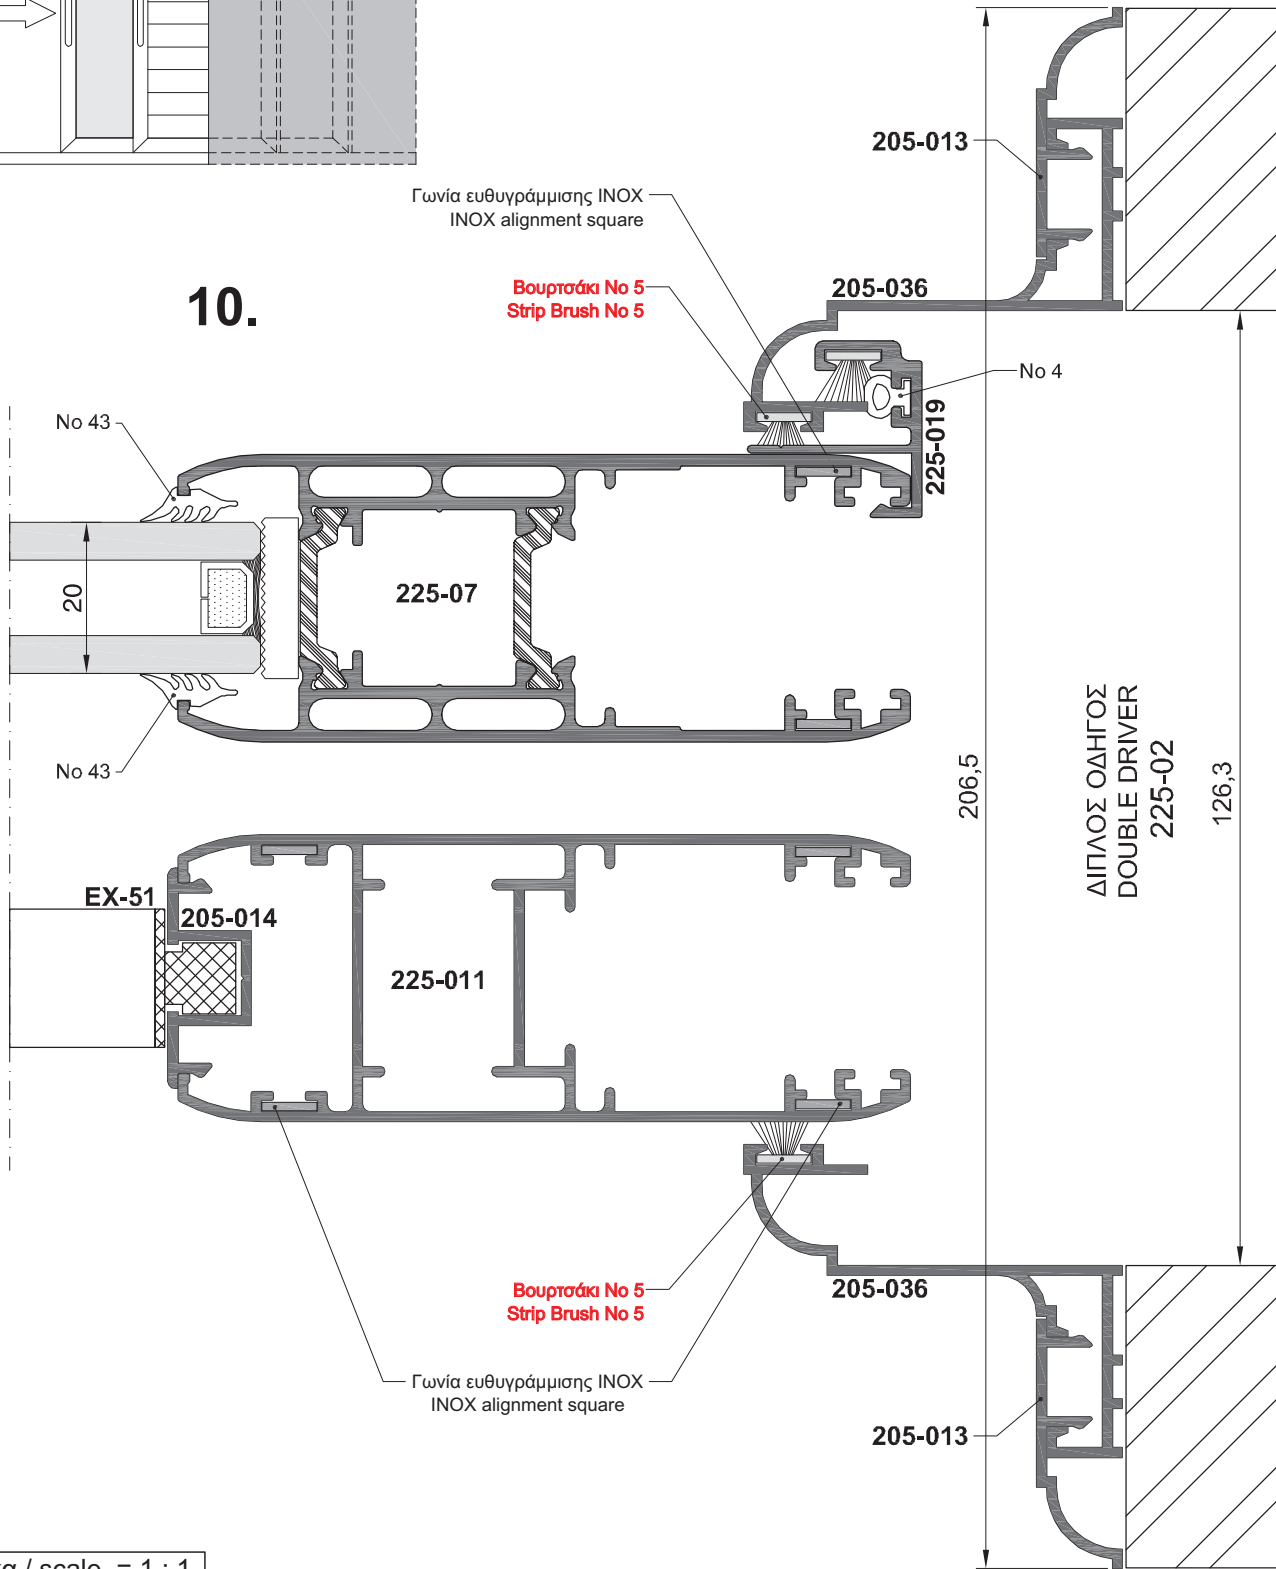 205-013
Γωνία ευθυγράμμισης INOX
INOX alignment square
10.
Βουρτσάκι No 5
Strip Brush No 5
205-036
No 4
225-019
No 43
20
225-07
No 43
206,5
ΔΙΠΛΟΣ ΟΔΗΓΟΣ
DOUBLE DRIVER
225-02
126,3
EX-51
205-014
225-011
Βουρτσάκι No 5
Strip Brush No 5
205-036
Γωνία ευθυγράμμισης INOX
INOX alignment square
205-013
/ scale = 1 : 1